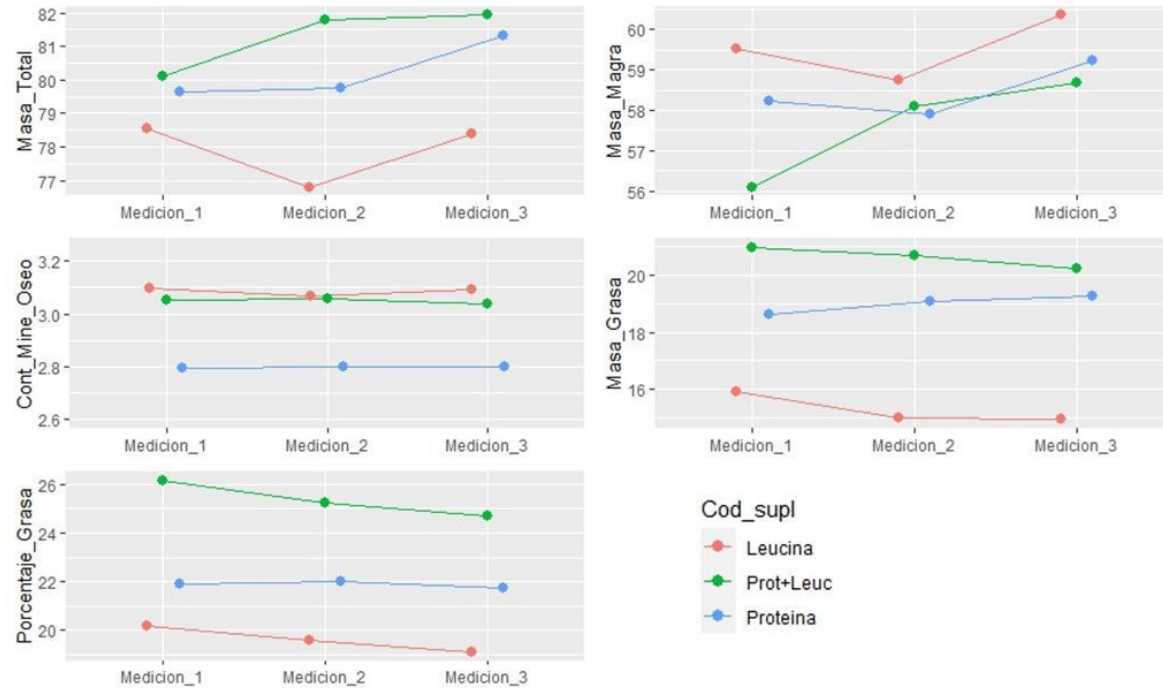 Masa_Total
82
81
80
79
78
77
Medicion_1 Medicion_2 Medicion_3
Masa_Magra
60
59
58
57
56
Medicion_1 Medicion_2 Medicion_3
Cont_Mine_Oseo
3.2
3.0
2.8
2.6
Medicion_1 Medicion_2 Medicion_3
Masa_Grasa
20
18
16
Medicion_1 Medicion_2 Medicion_3
Porcentaje_Grasa
26
24
22
20
Medicion_1 Medicion_2 Medicion_3
Cod_supl
Leucina
Prot+Leuc
Proteina